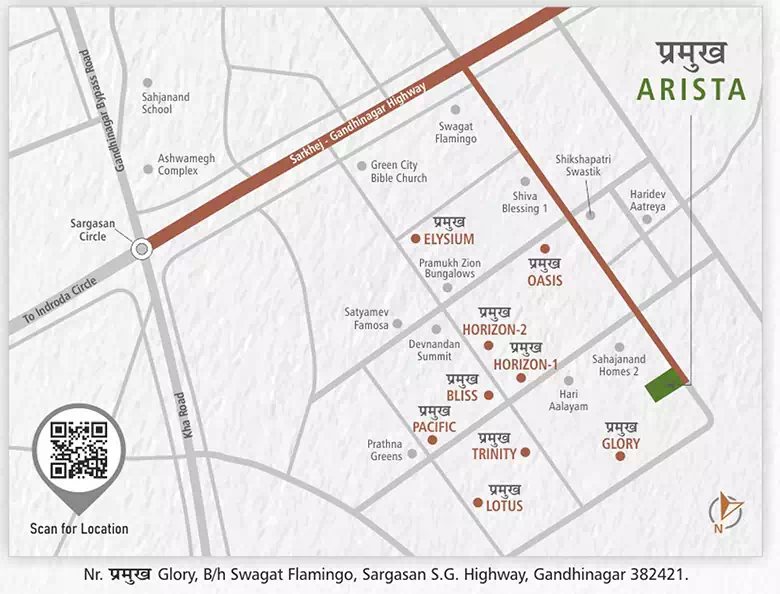 प्रमुख
ARISTA
Gandhinagar Bypass Road
Sahjanand
School
Ashwamegh
Complex
Sarkhej - Gandhinagar Highway
Swagat
Flamingo
Green City
Bible Church
Shikshapatri
Swastik
Shiva
Blessing 1
Haridev
Aatreya
Sargasan
Circle
प्रमुख
ELYSIUM
Pramukh Zion
Bungalows
प्रमुख
OASIS
To Indroda Circle
Satyamev
Famosa
प्रमुख
HORIZON-2
Devnandan
Summit
प्रमुख
HORIZON-1
Sahajanand
Homes 2
प्रमुख
BLISS
Hari
Aalayam
Kha Road
प्रमुख
PACIFIC
Prathna
Greens
प्रमुख
TRINITY
प्रमुख
GLORY
प्रमुख
LOTUS
N
Scan for Location
Nr. प्रमुख Glory, B/h Swagat Flamingo, Sargasan S.G. Highway, Gandhinagar 382421.